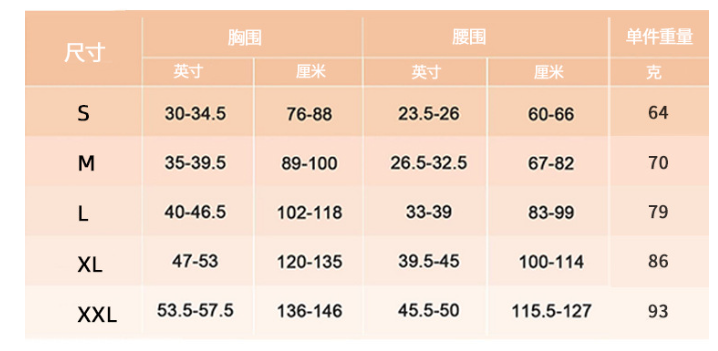 尺寸 胸围 腰围 单件重量
英寸 厘米 英寸 厘米 克
S 30-34.5 76-88 23.5-26 60-66 64
M 35-39.5 89-100 26.5-32.5 67-82 70
L 40-46.5 102-118 33-39 83-99 79
XL 47-53 120-135 39.5-45 100-114 86
XXL 53.5-57.5 136-146 45.5-50 115.5-127 93